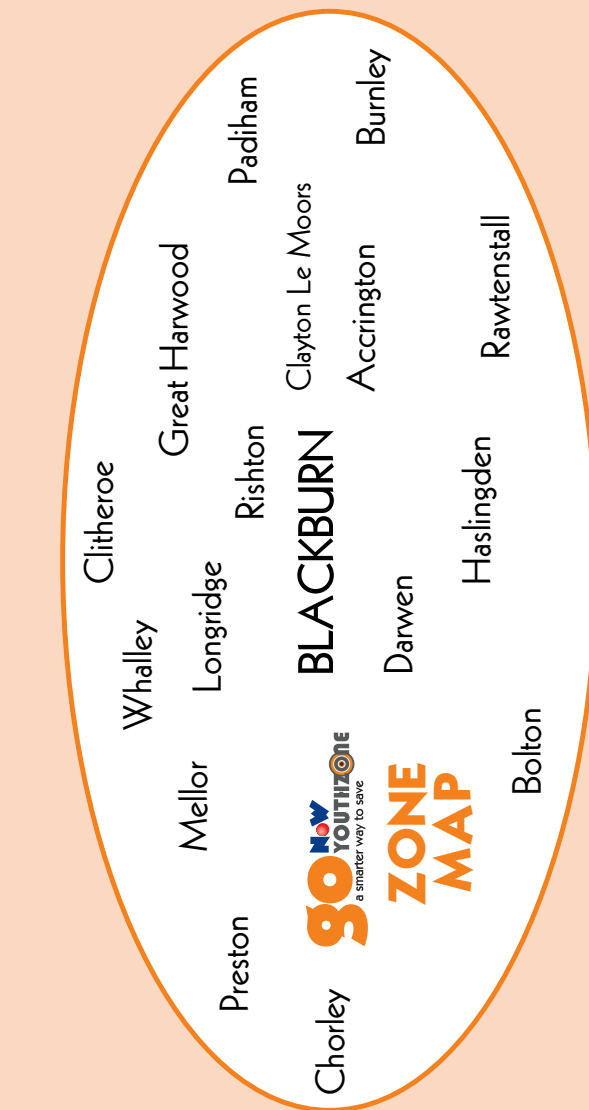 Clitheroe
Whalley
Great Harwood
Mellor
Longridge
Preston
Rishton
Padiham
Clayton Le Moors
Chorley
go NOW
YOUTHZONE
a smarter way to save
BLACKBURN
Accrington
Burnley
Darwen
ZONE
MAP
Haslingden
Rawtenstall
Bolton